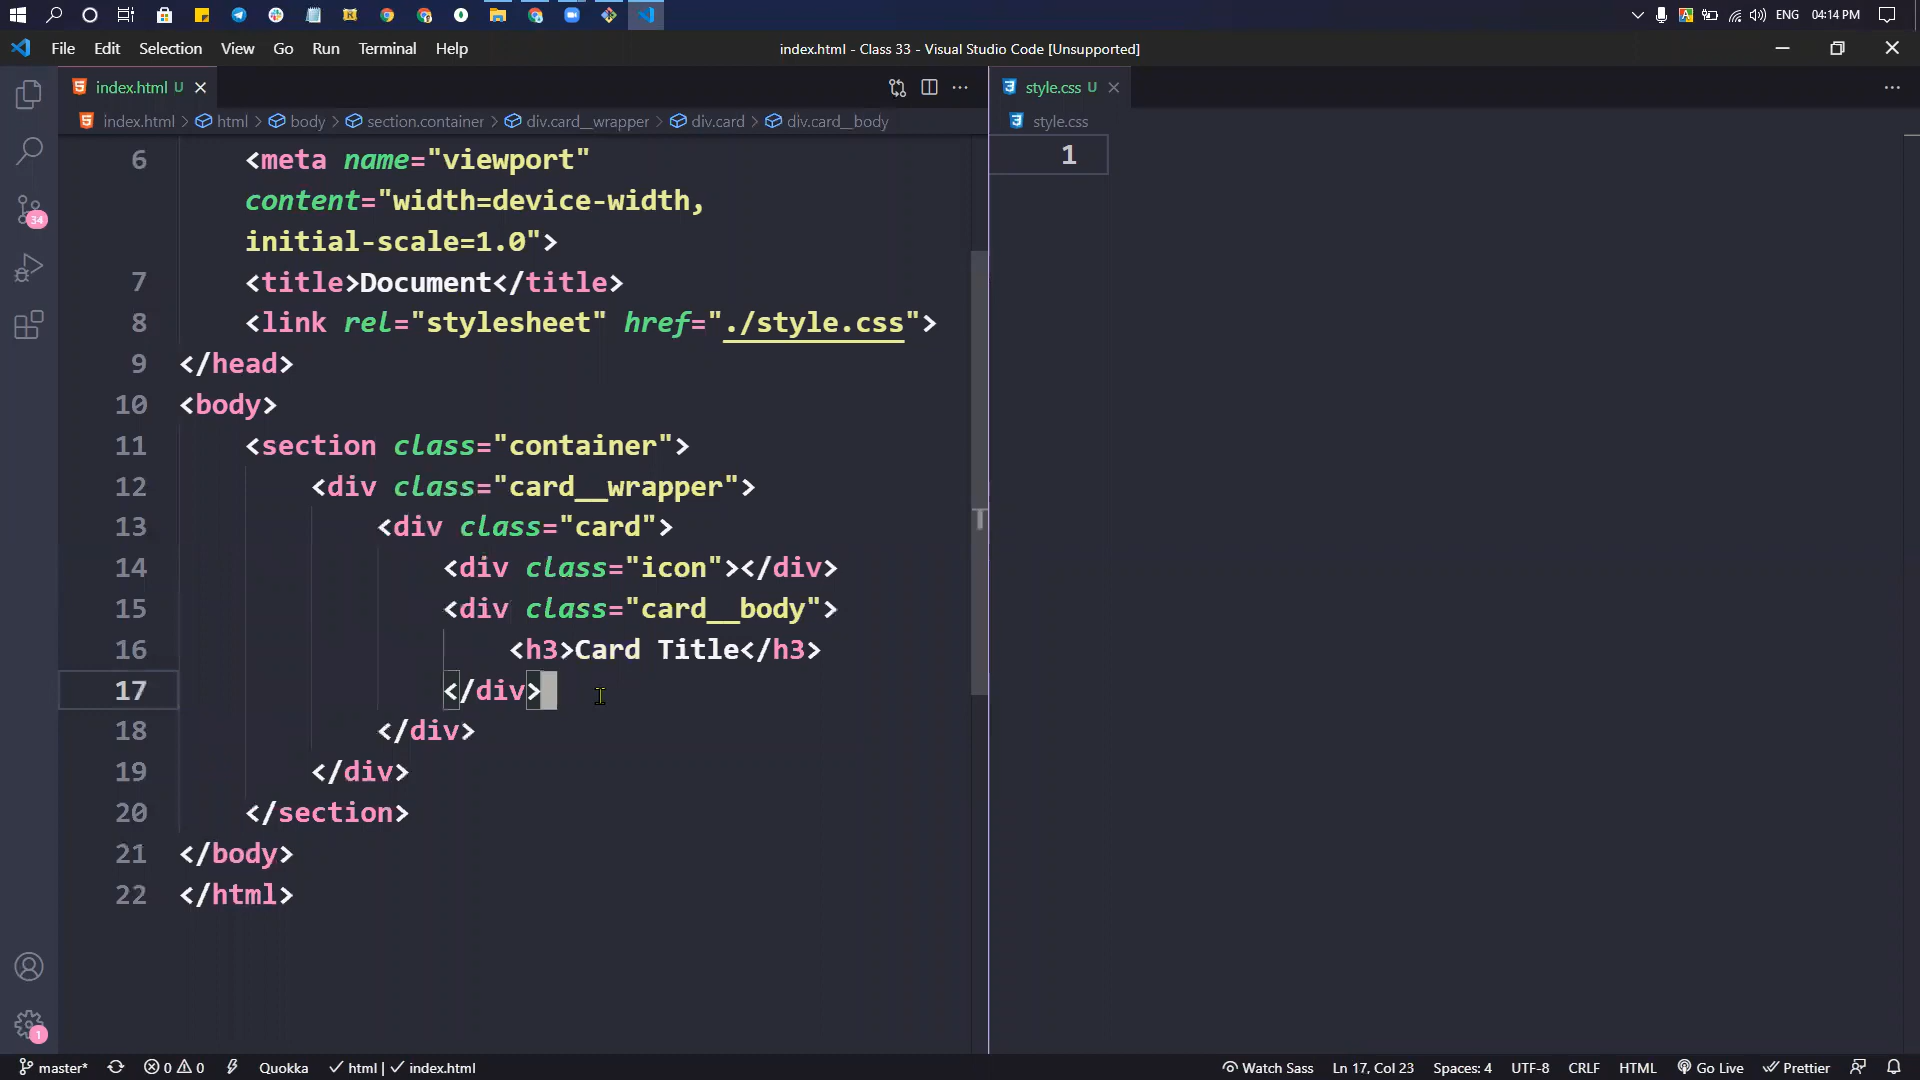 ENG 04:14 PM
File Edit Selection View Go Run Terminal Help index.html - Class 33 - Visual Studio Code [Unsupported]
index.html U
style.css U
index.html > html > body > section.container > div.card__wrapper > div.card > div.card__body
style.css
6 <meta name="viewport"
content="width=device-width,
initial-scale=1.0">
7 <title>Document</title>
8 <link rel="stylesheet" href="./style.css">
9 </head>
10 <body>
11 <section class="container">
12 <div class="card__wrapper">
13 <div class="card">
14 <div class="icon"></div>
15 <div class="card__body">
16 <h3>Card Title</h3>
17 </div>
18 </div>
19 </div>
20 </section>
21 </body>
22 </html>
1
34
1
master* 0 0 Quokka html | index.html Watch Sass Ln 17, Col 23 Spaces: 4 UTF-8 CRLF HTML Go Live Prettier